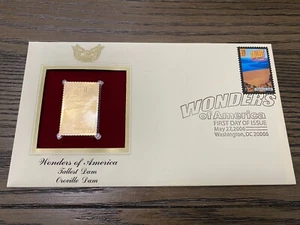 WONDERS
of America
FIRST DAY OF ISSUE
May 27, 2006
Washington, DC 20066
Wonders of America
Tallest Dam
Oroville Dam